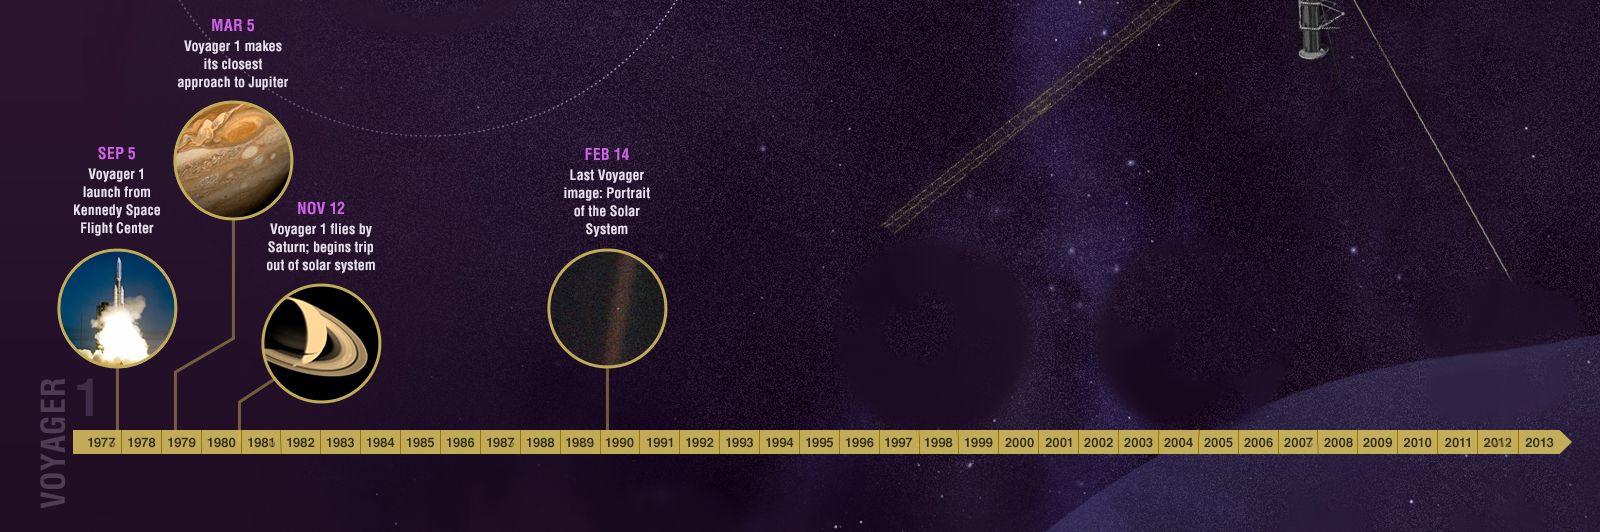 MAR 5
Voyager 1 makes
its closest
approach to Jupiter
SEP 5
Voyager 1
launch from
Kennedy Space
Flight Center
NOV 12
Voyager 1 flies by
Saturn; begins trip
out of solar system
FEB 14
Last Voyager
image: Portrait
of the Solar
System
VOYAGER 1
1977 1978 1979 1980 1981 1982 1983 1984 1985 1986 1987 1988 1989 1990 1991 1992 1993 1994 1995 1996 1997 1998 1999 2000 2001 2002 2003 2004 2005 2006 2007 2008 2009 2010 2011 2012 2013